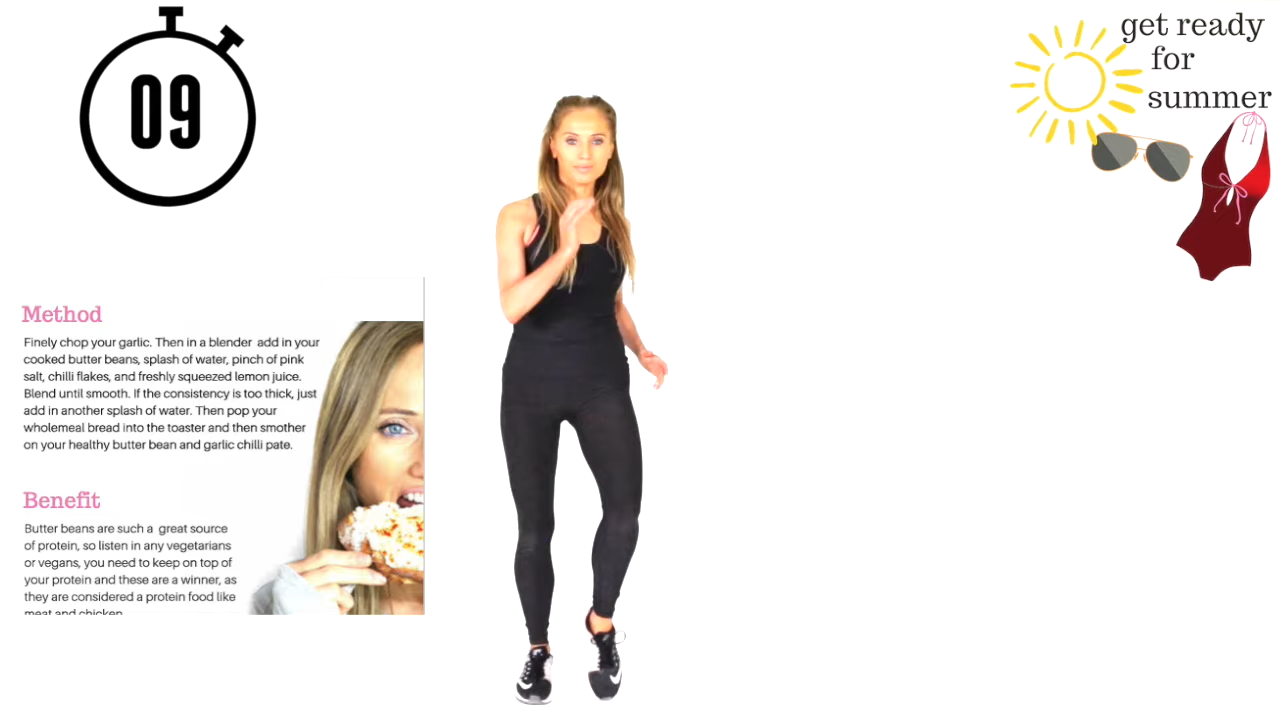 09
get ready
for
summer
Method
Finely chop your garlic. Then in a blender add in your
cooked butter beans, splash of water, pinch of pink
salt, chilli flakes, and freshly squeezed lemon juice.
Blend until smooth. If the consistency is too thick, just
add in another splash of water. Then pop your
wholemeal bread into the toaster and then smother
on your healthy butter bean and garlic chilli pate.
Benefit
Butter beans are such a great source
of protein, so listen in any vegetarians
or vegans, you need to keep on top of
your protein and these are a winner, as
they are considered a protein food like
meat and chicken